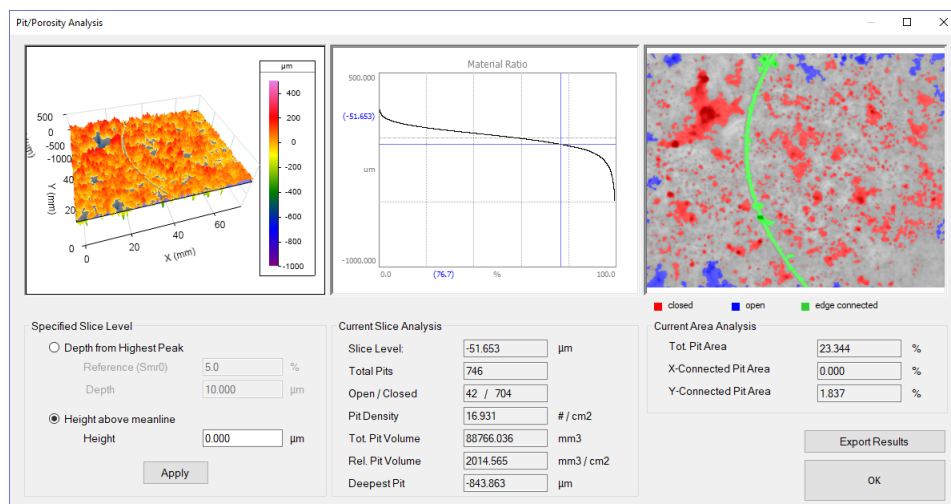 Pit/Porosity Analysis
µm
500
0
-500
-1000
(µm)
Y (mm)
40
20
0
0
20
40
60
X (mm)
400
200
0
-200
-400
-600
-800
-1000
Material Ratio
500.000
(-51.653)
µm
-1000.000
0.0
(76.7)
%
100.0
closed
open
edge connected
Specified Slice Level
Depth from Highest Peak
Reference (Smr0) 5.0 %
Depth 10.000 µm
Height above meanline
Height 0.000 µm
Apply
Current Slice Analysis
Slice Level: -51.653 µm
Total Pits 746
Open / Closed 42 / 704
Pit Density 16.931 # / cm2
Tot. Pit Volume 88766.036 mm3
Rel. Pit Volume 2014.565 mm3 / cm2
Deepest Pit -843.863 µm
Current Area Analysis
Tot. Pit Area 23.344 %
X-Connected Pit Area 0.000 %
Y-Connected Pit Area 1.837 %
Export Results
OK